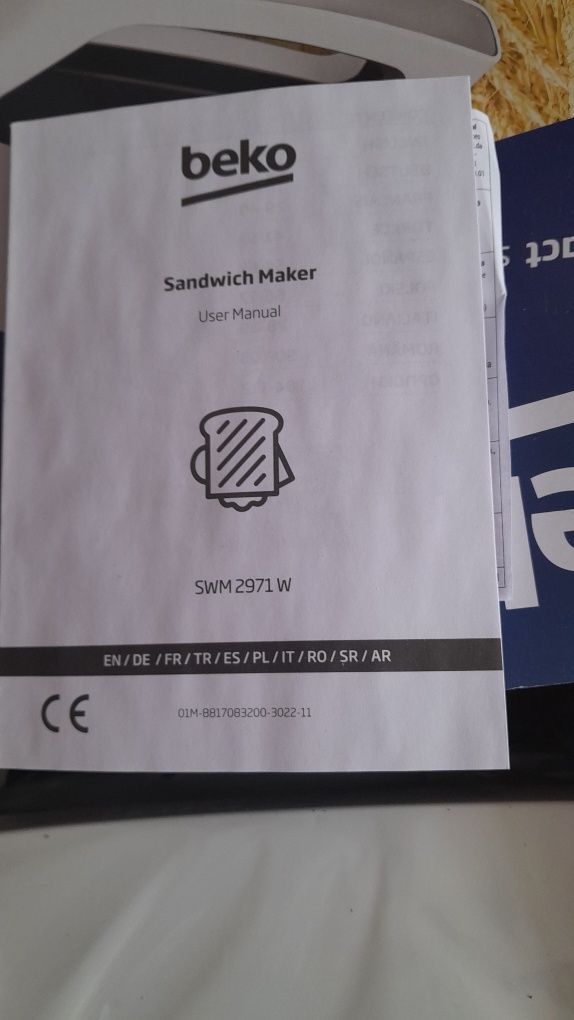 beko
Sandwich Maker
User Manual
SWM 2971 W
EN / DE / FR / TR / ES / PL / IT / RO / SR / AR
CE
01M-8817083200-3022-11